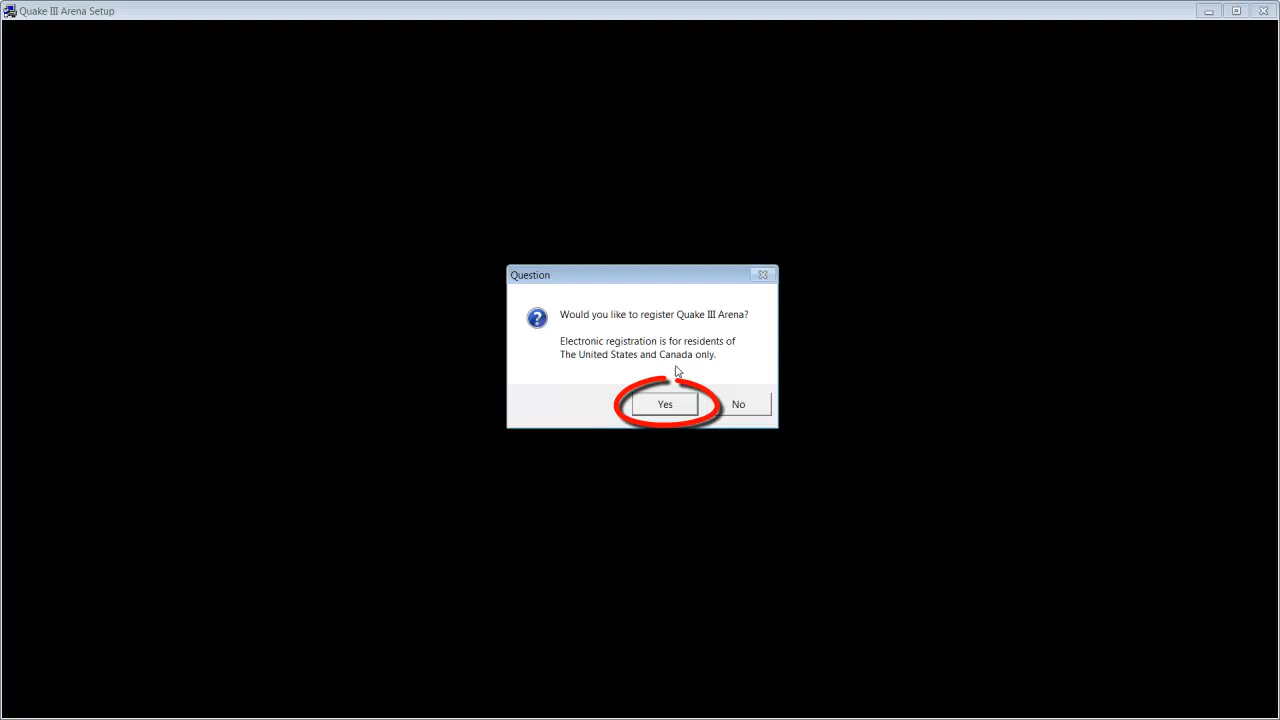 Quake III Arena Setup
Question
Would you like to register Quake III Arena?
Electronic registration is for residents of
The United States and Canada only.
Yes
No